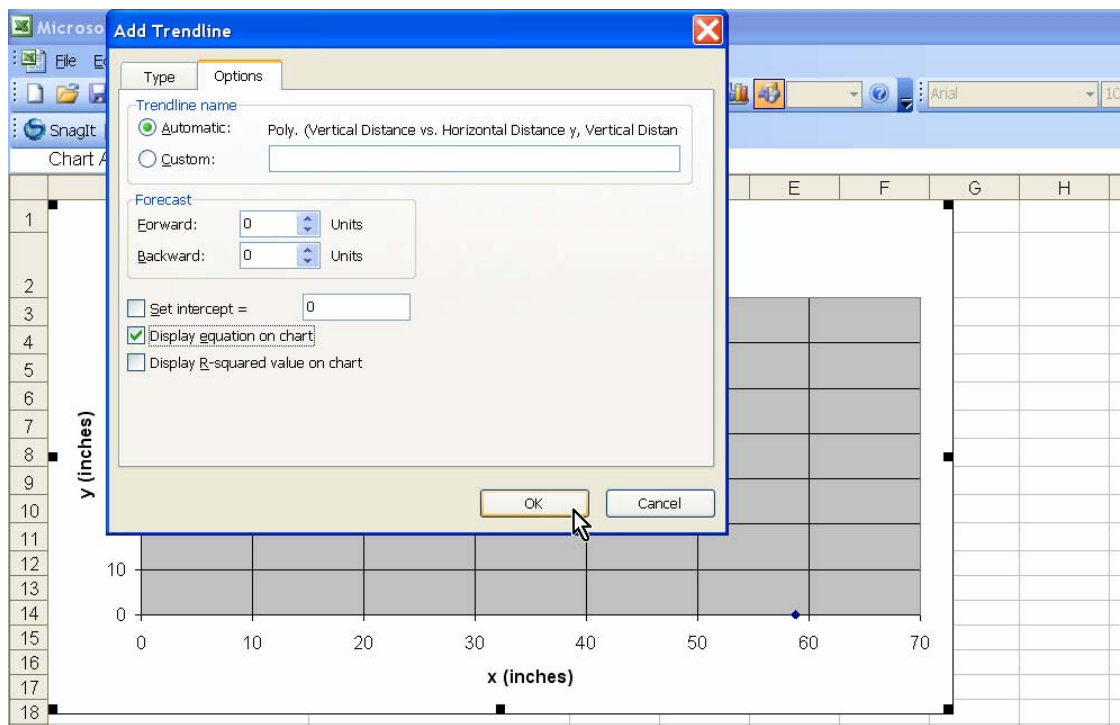 Microso
Add Trendline
File E
Type Options
Arial 10
SnagIt
Chart A
Trendline name
Automatic: Poly. (Vertical Distance vs. Horizontal Distance y, Vertical Distan
Custom:
Forecast
Forward: 0 Units
Backward: 0 Units
Set intercept = 0
Display equation on chart
Display R-squared value on chart
OK Cancel
E F G H
1
2
3
4
5
6
7
8
9
10
11
12
13
14
15
16
17
18
y (inches)
10
0
0 10 20 30 40 50 60 70
x (inches)